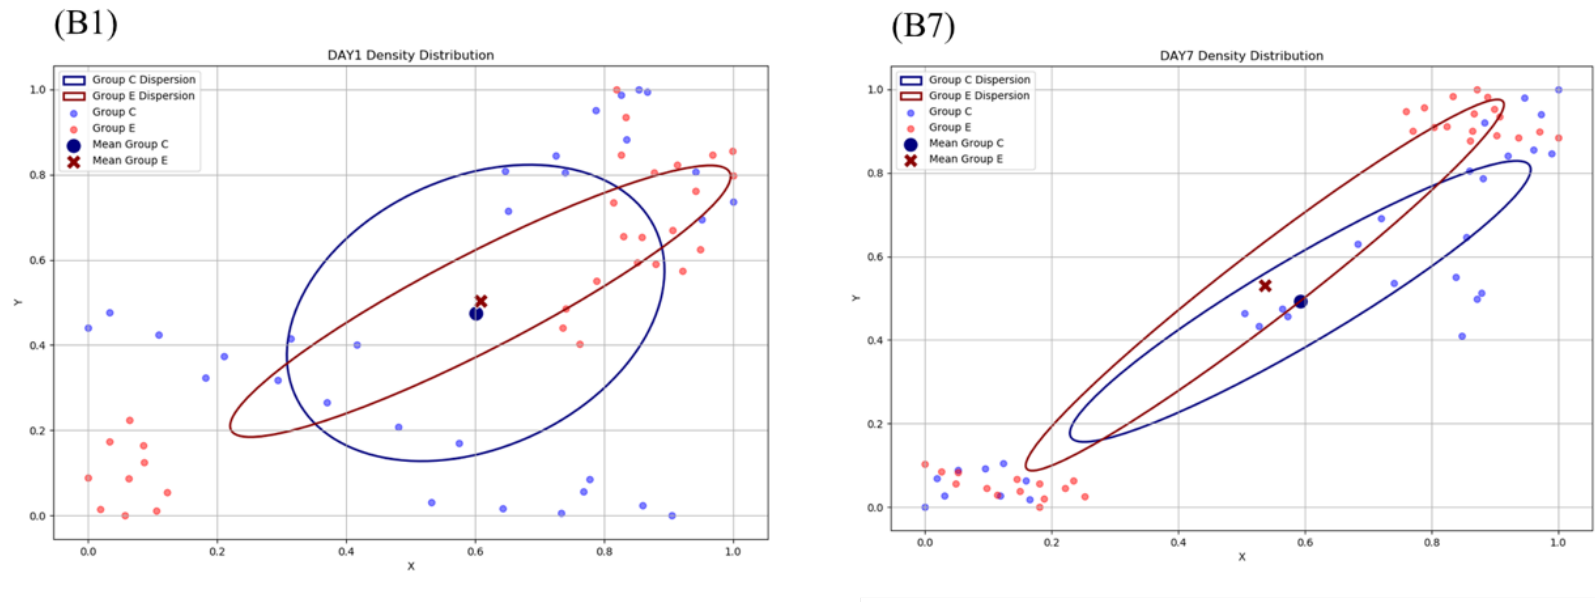 (B1)
DAY1 Density Distribution
Group C Dispersion
Group E Dispersion
Group C
Group E
Mean Group C
Mean Group E
1.0
0.8
0.6
0.4
0.2
0.0
Y
0.0 0.2 0.4 0.6 0.8 1.0
X
(B7)
DAY7 Density Distribution
Group C Dispersion
Group E Dispersion
Group C
Group E
Mean Group C
Mean Group E
1.0
0.8
0.6
0.4
0.2
0.0
Y
0.0 0.2 0.4 0.6 0.8 1.0
X